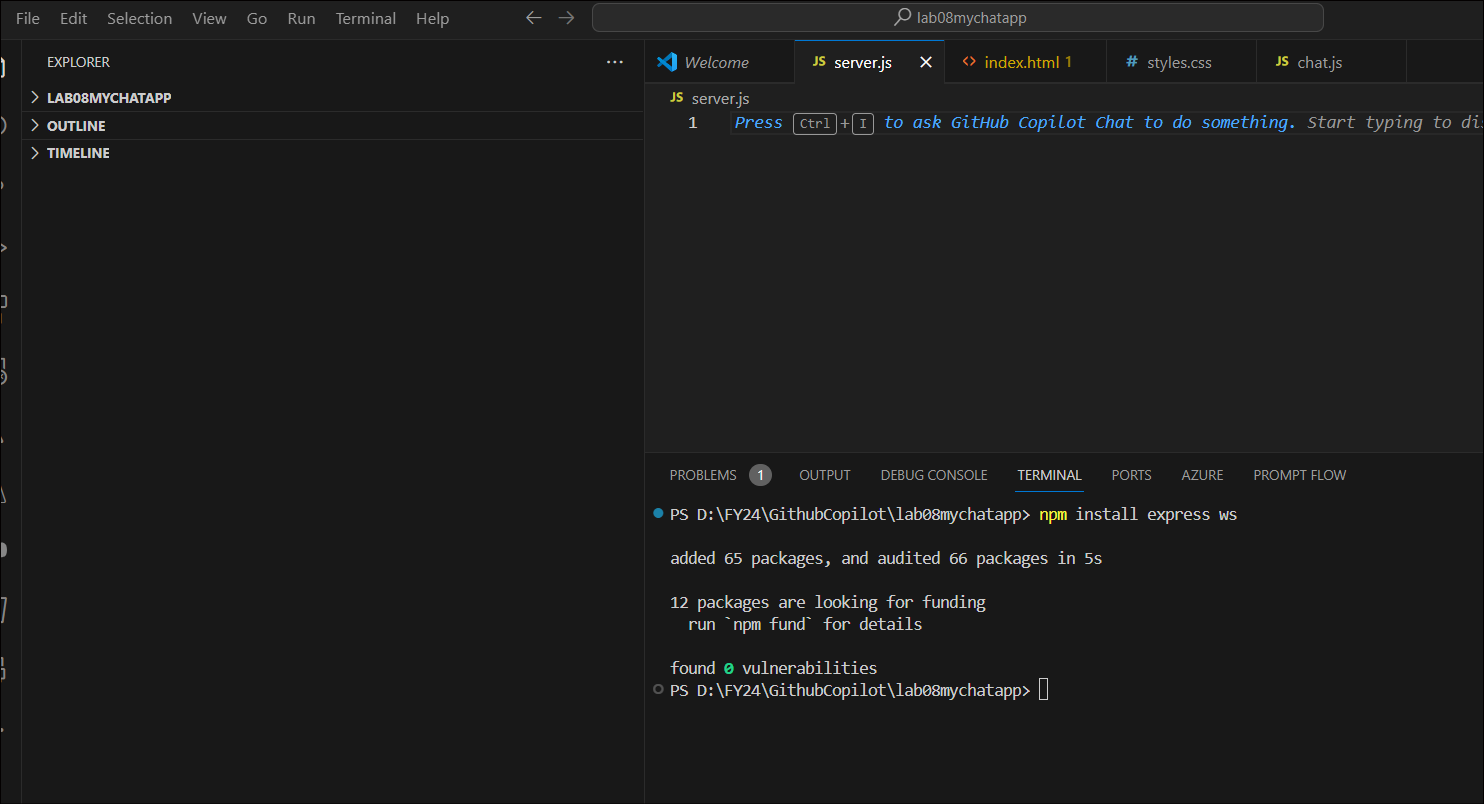 File Edit Selection View Go Run Terminal Help lab08mychatapp
EXPLORER
LAB08MYCHATAPP
OUTLINE
TIMELINE
Welcome JS server.js <> index.html 1 # styles.css JS chat.js
JS server.js
1 Press Ctrl+I to ask GitHub Copilot Chat to do something. Start typing to dis
PROBLEMS 1 OUTPUT DEBUG CONSOLE TERMINAL PORTS AZURE PROMPT FLOW
PS D:\FY24\GithubCopilot\lab08mychatapp> npm install express ws
added 65 packages, and audited 66 packages in 5s
12 packages are looking for funding
run `npm fund` for details
found 0 vulnerabilities
PS D:\FY24\GithubCopilot\lab08mychatapp>